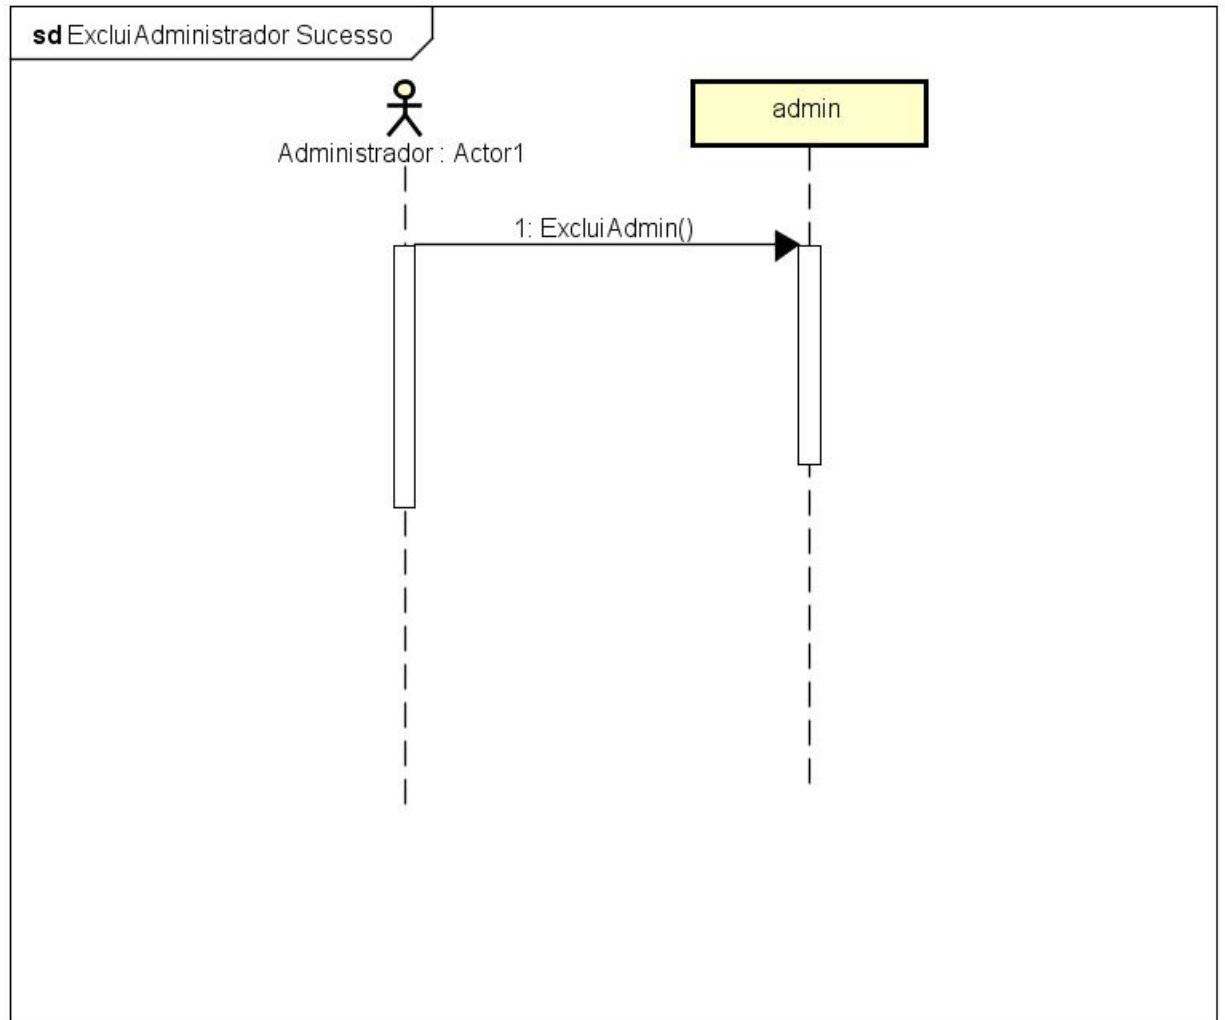 sd ExcluiAdministrador Sucesso
Administrador : Actor1
admin
1: ExcluiAdmin()